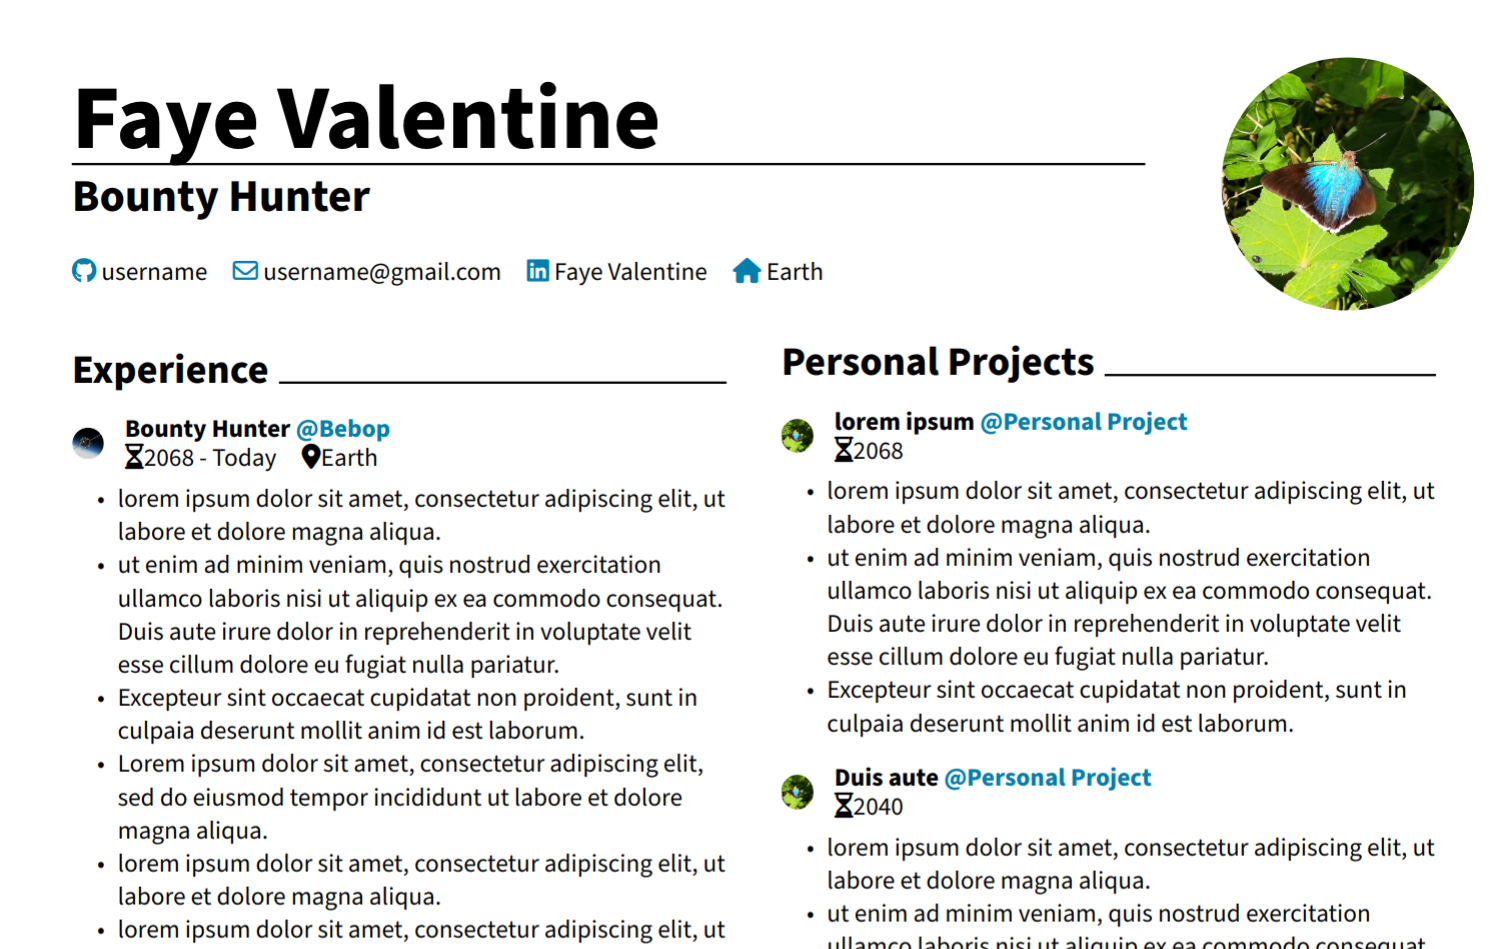 Faye Valentine
Bounty Hunter
username username@gmail.com Faye Valentine Earth
Experience
Bounty Hunter @Bebop
2068 - Today Earth
• lorem ipsum dolor sit amet, consectetur adipiscing elit, ut
labore et dolore magna aliqua.
• ut enim ad minim veniam, quis nostrud exercitation
ullamco laboris nisi ut aliquip ex ea commodo consequat.
Duis aute irure dolor in reprehenderit in voluptate velit
esse cillum dolore eu fugiat nulla pariatur.
• Excepteur sint occaecat cupidatat non proident, sunt in
culpaia deserunt mollit anim id est laborum.
• Lorem ipsum dolor sit amet, consectetur adipiscing elit,
sed do eiusmod tempor incididunt ut labore et dolore
magna aliqua.
• lorem ipsum dolor sit amet, consectetur adipiscing elit, ut
labore et dolore magna aliqua.
• lorem ipsum dolor sit amet, consectetur adipiscing elit, ut
Personal Projects
lorem ipsum @Personal Project
2068
• lorem ipsum dolor sit amet, consectetur adipiscing elit, ut
labore et dolore magna aliqua.
• ut enim ad minim veniam, quis nostrud exercitation
ullamco laboris nisi ut aliquip ex ea commodo consequat.
Duis aute irure dolor in reprehenderit in voluptate velit
esse cillum dolore eu fugiat nulla pariatur.
• Excepteur sint occaecat cupidatat non proident, sunt in
culpaia deserunt mollit anim id est laborum.
Duis aute @Personal Project
2040
• lorem ipsum dolor sit amet, consectetur adipiscing elit, ut
labore et dolore magna aliqua.
• ut enim ad minim veniam, quis nostrud exercitation
ullamco laboris nisi ut aliquip ex ea commodo consequat.